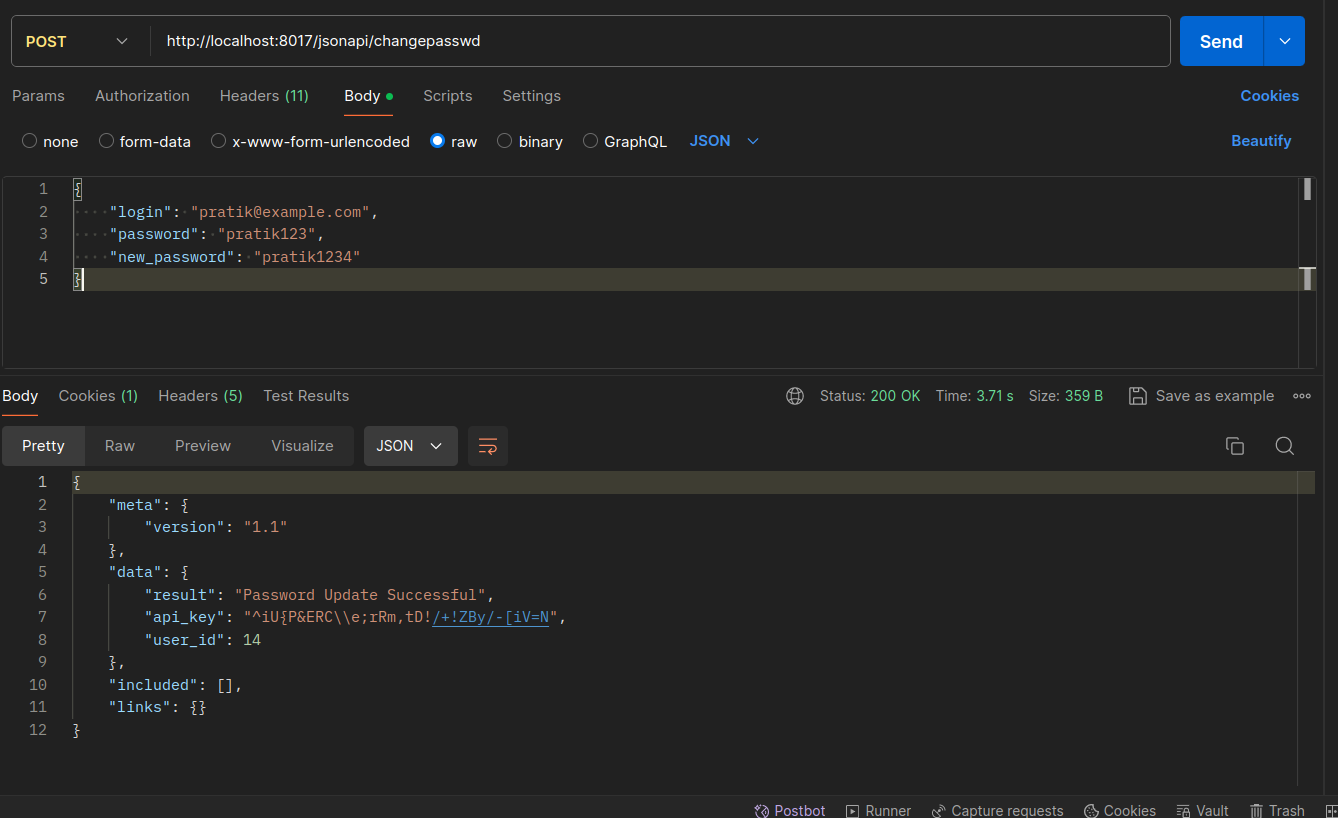 POST http://localhost:8017/jsonapi/changepasswd Send
Params Authorization Headers (11) Body Scripts Settings Cookies
none form-data x-www-form-urlencoded raw binary GraphQL JSON Beautify
1 {
2 "login": "pratik@example.com",
3 "password": "pratik123",
4 "new_password": "pratik1234"
5 }
Body Cookies (1) Headers (5) Test Results Status: 200 OK Time: 3.71 s Size: 359 B Save as example
Pretty Raw Preview Visualize JSON
1 {
2 "meta": {
3 "version": "1.1"
4 },
5 "data": {
6 "result": "Password Update Successful",
7 "api_key": "^iU{P&ERC\\e;rRm,tD!/+!ZBy/-[iV=N",
8 "user_id": 14
9 },
10 "included": [],
11 "links": {}
12 }
Postbot Runner Capture requests Cookies Vault Trash